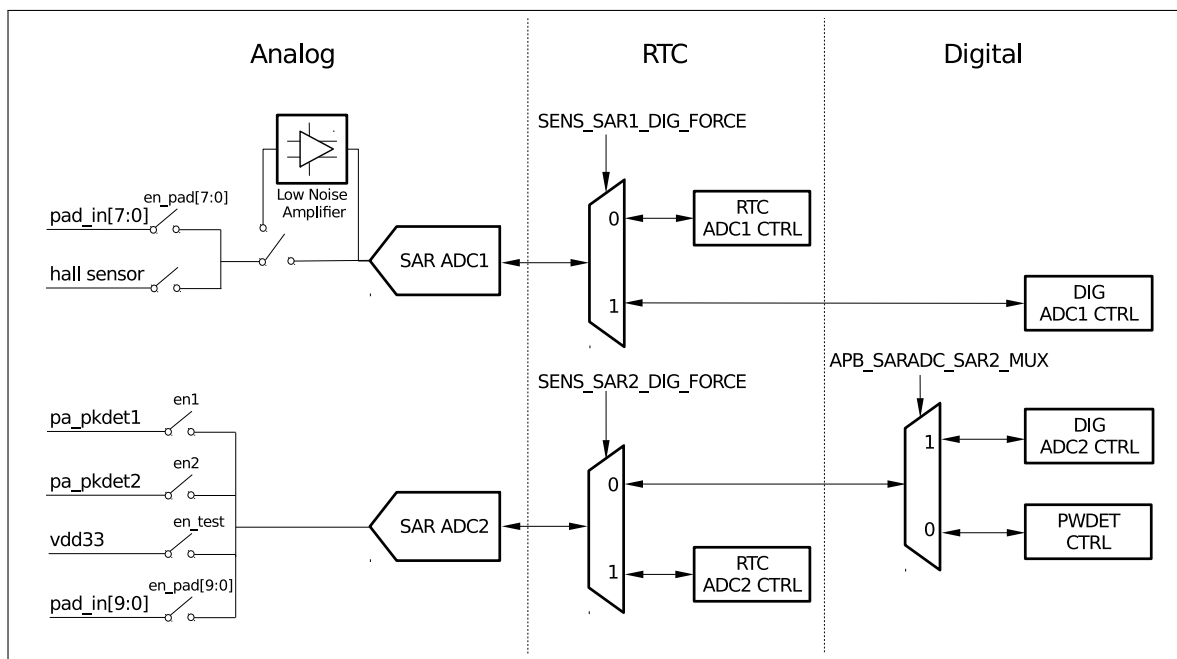 Analog
RTC
Digital
SENS_SAR1_DIG_FORCE
en_pad[7:0]
Low Noise
Amplifier
pad_in[7:0]
hall sensor
SAR ADC1
0
1
RTC
ADC1 CTRL
DIG
ADC1 CTRL
SENS_SAR2_DIG_FORCE
APB_SARADC_SAR2_MUX
en1
pa_pkdet1
en2
pa_pkdet2
en_test
vdd33
en_pad[9:0]
pad_in[9:0]
SAR ADC2
0
1
RTC
ADC2 CTRL
1
0
DIG
ADC2 CTRL
PWDET
CTRL